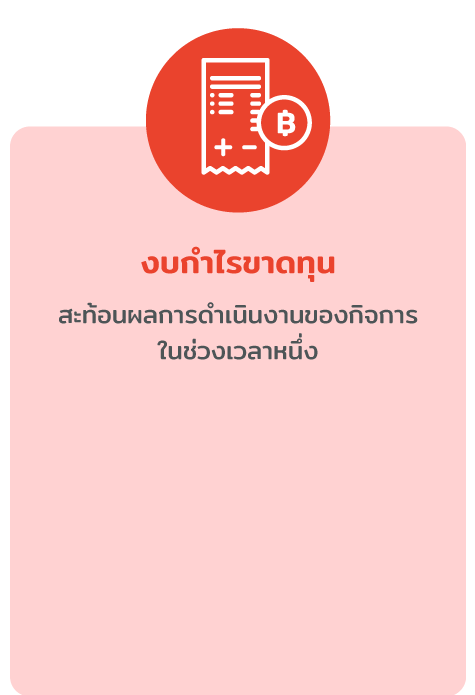 ฿
งบกำไรขาดทุน
สะท้อนผลการดำเนินงานของกิจการ
ในช่วงเวลาหนึ่ง